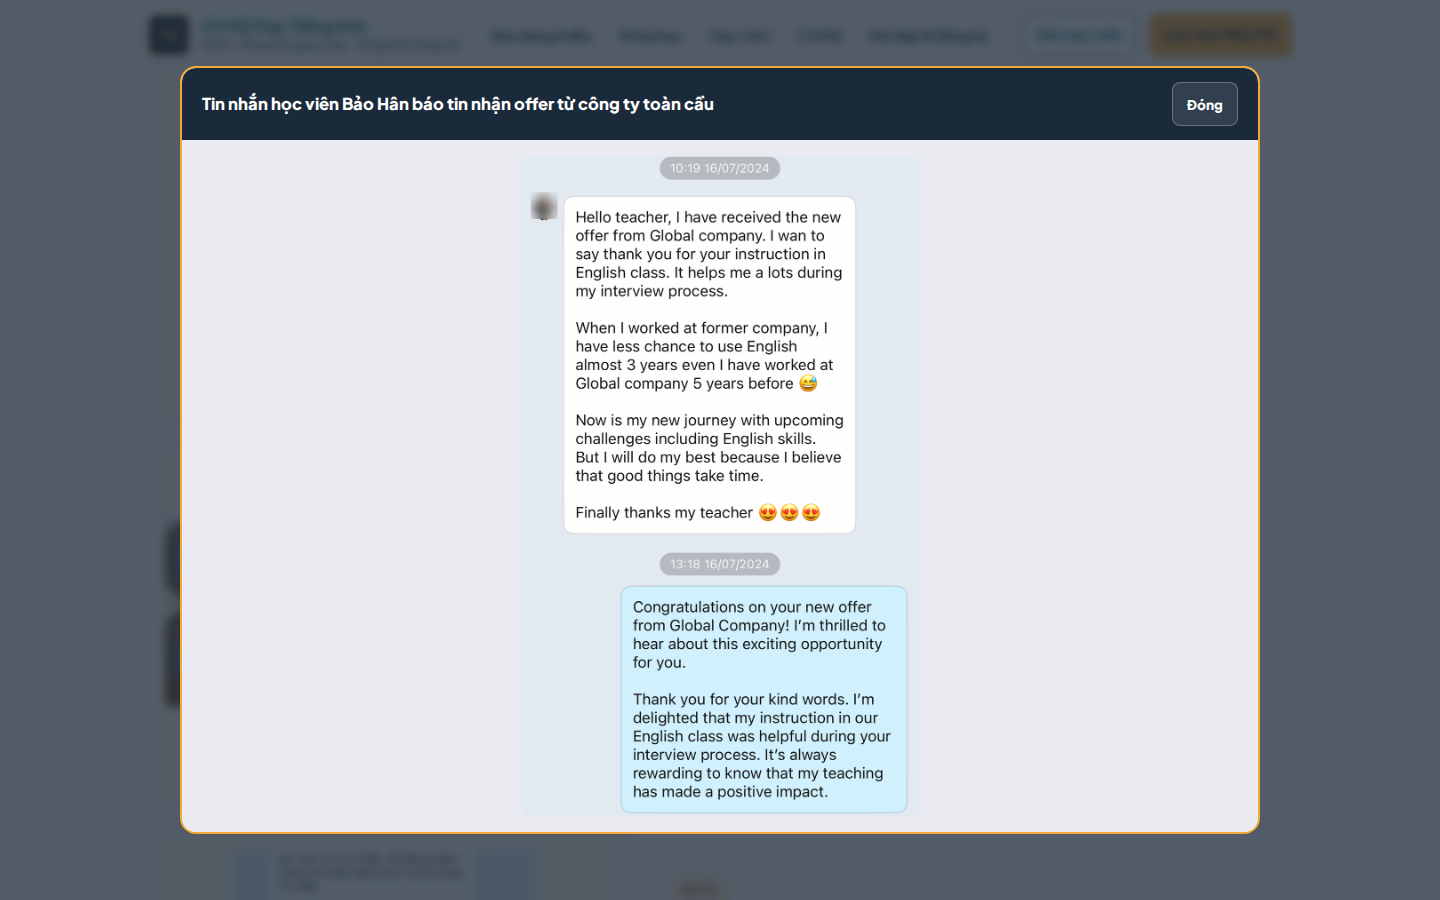 Tin nhắn học viên Bảo Hân báo tin nhận offer từ công ty toàn cầu
Đóng
10:19 16/07/2024
Hello teacher, I have received the new
offer from Global company. I wan to
say thank you for your instruction in
English class. It helps me a lots during
my interview process.
When I worked at former company, I
have less chance to use English
almost 3 years even I have worked at
Global company 5 years before 😅
Now is my new journey with upcoming
challenges including English skills.
But I will do my best because I believe
that good things take time.
Finally thanks my teacher 😍😍😍
13:18 16/07/2024
Congratulations on your new offer
from Global Company! I’m thrilled to
hear about this exciting opportunity
for you.
Thank you for your kind words. I’m
delighted that my instruction in our
English class was helpful during your
interview process. It’s always
rewarding to know that my teaching
has made a positive impact.